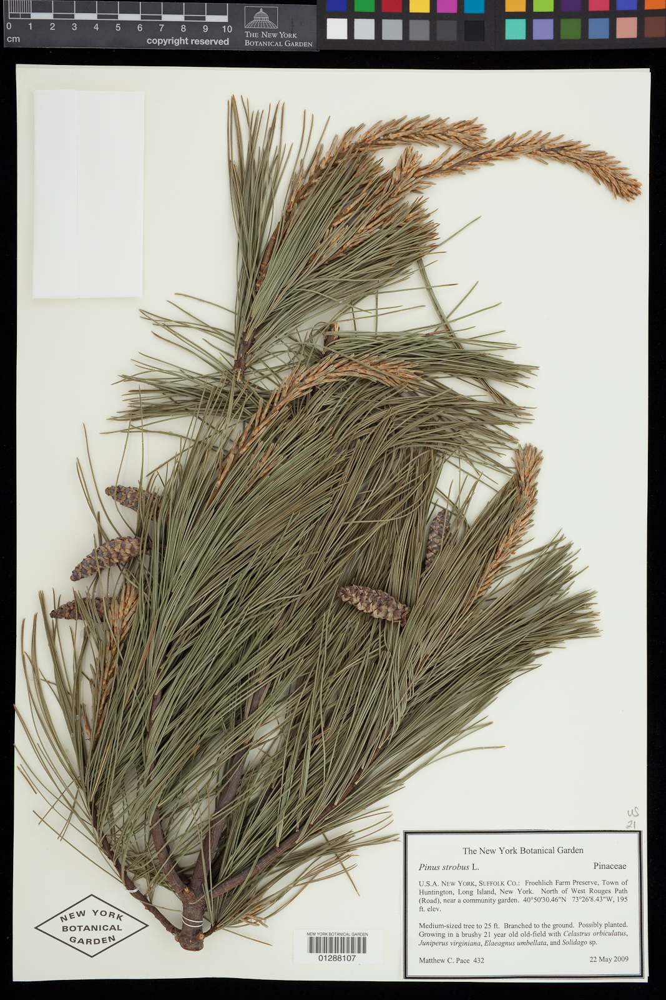 0 1 2 3 4 5 6 7 8 9 10
cm
copyright reserved
THE NEW YORK
BOTANICAL GARDEN
NEW YORK
BOTANICAL
GARDEN
NEW YORK BOTANICAL GARDEN
01288107
US
21
The New York Botanical Garden
Pinus strobus L. Pinaceae
U.S.A. NEW YORK, SUFFOLK CO.: Froehlich Farm Preserve, Town of
Huntington, Long Island, New York. North of West Rouges Path
(Road), near a community garden. 40°50'30.46"N 73°26'8.43"W, 195
ft. elev.
Medium-sized tree to 25 ft. Branched to the ground. Possibly planted.
Growing in a brushy 21 year old old-field with Celastrus orbiculatus,
Juniperus virginiana, Elaeagnus umbellata, and Solidago sp.
Matthew C. Pace 432 22 May 2009